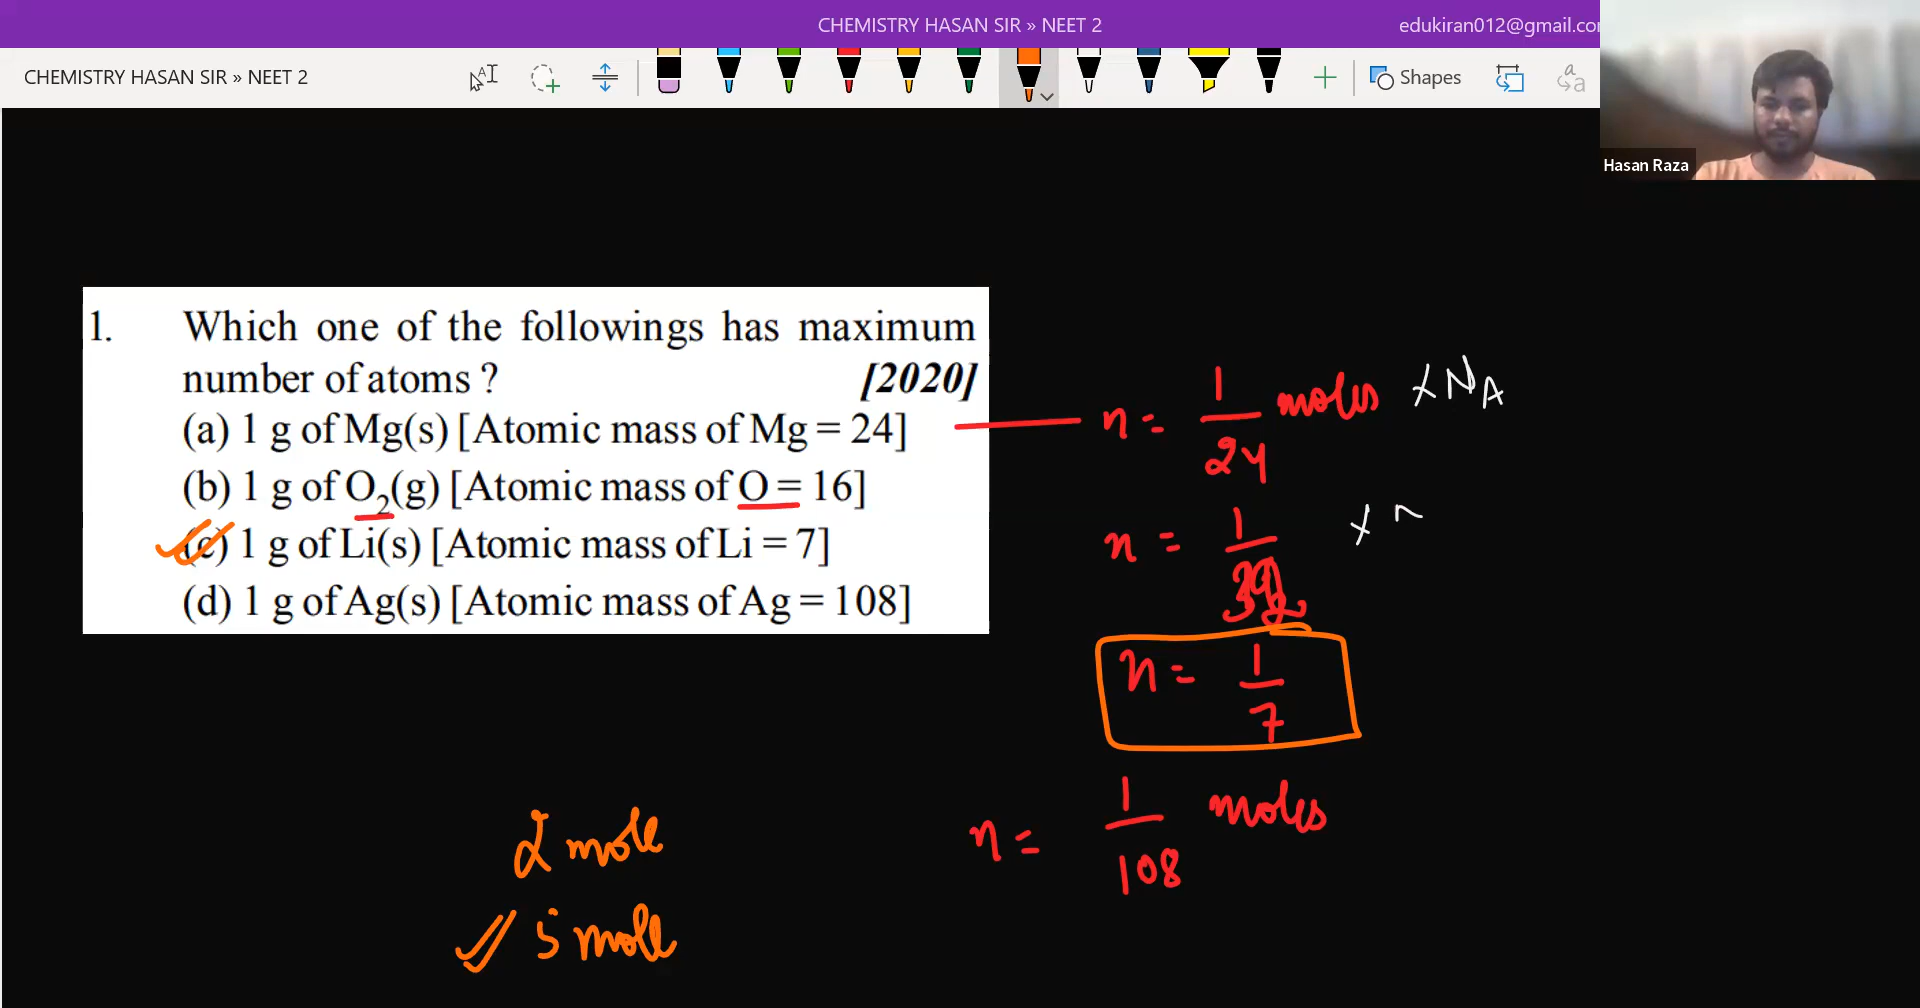 CHEMISTRY HASAN SIR » NEET 2
edukiran012@gmail.co
CHEMISTRY HASAN SIR » NEET 2
Shapes
Hasan Raza
1. Which one of the followings has maximum
number of atoms ? [2020]
(a) 1 g of Mg(s) [Atomic mass of Mg = 24]
(b) 1 g of O₂(g) [Atomic mass of O = 16]
(c) 1 g of Li(s) [Atomic mass of Li = 7]
(d) 1 g of Ag(s) [Atomic mass of Ag = 108]
n = 1/24 moles × N_A
n = 1/32 ×
n = 1/7
n = 1/108 moles
2 mole
5 mole